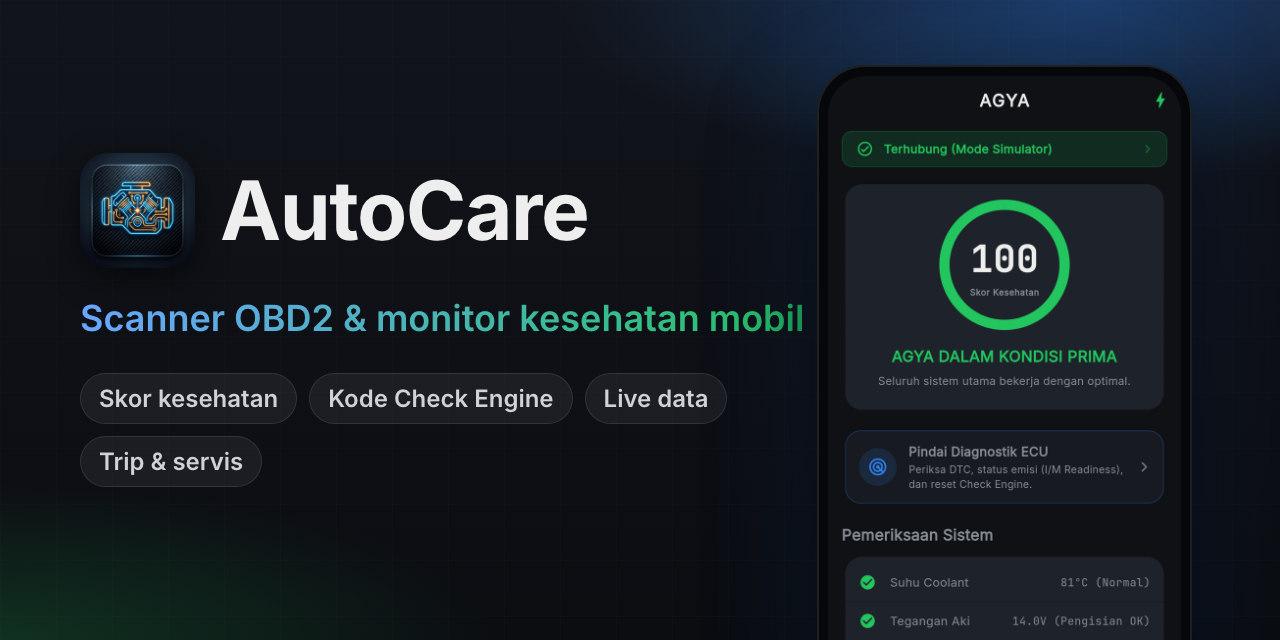 AutoCare
Scanner OBD2 & monitor kesehatan mobil
Skor kesehatan
Kode Check Engine
Live data
Trip & servis
AGYA
Terhubung (Mode Simulator)
100
Skor Kesehatan
AGYA DALAM KONDISI PRIMA
Seluruh sistem utama bekerja dengan optimal.
Pindai Diagnostik ECU
Periksa DTC, status emisi (I/M Readiness),
dan reset Check Engine.
Pemeriksaan Sistem
Suhu Coolant 81°C (Normal)
Tegangan Aki 14.0V (Pengisian OK)